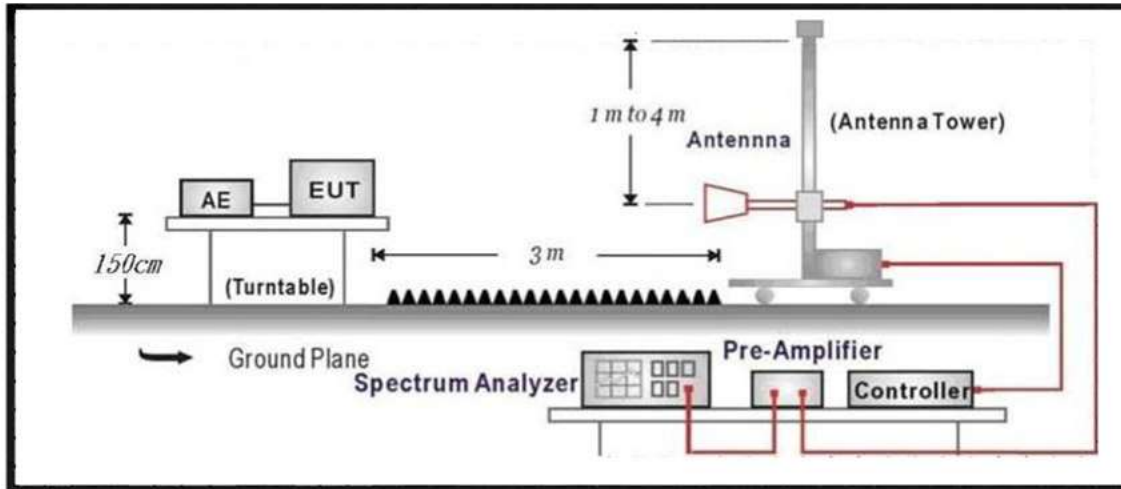 1 m to 4 m
Antennna
(Antenna Tower)
AE
EUT
150cm
(Turntable)
3 m
Ground Plane
Spectrum Analyzer
Pre-Amplifier
Controller